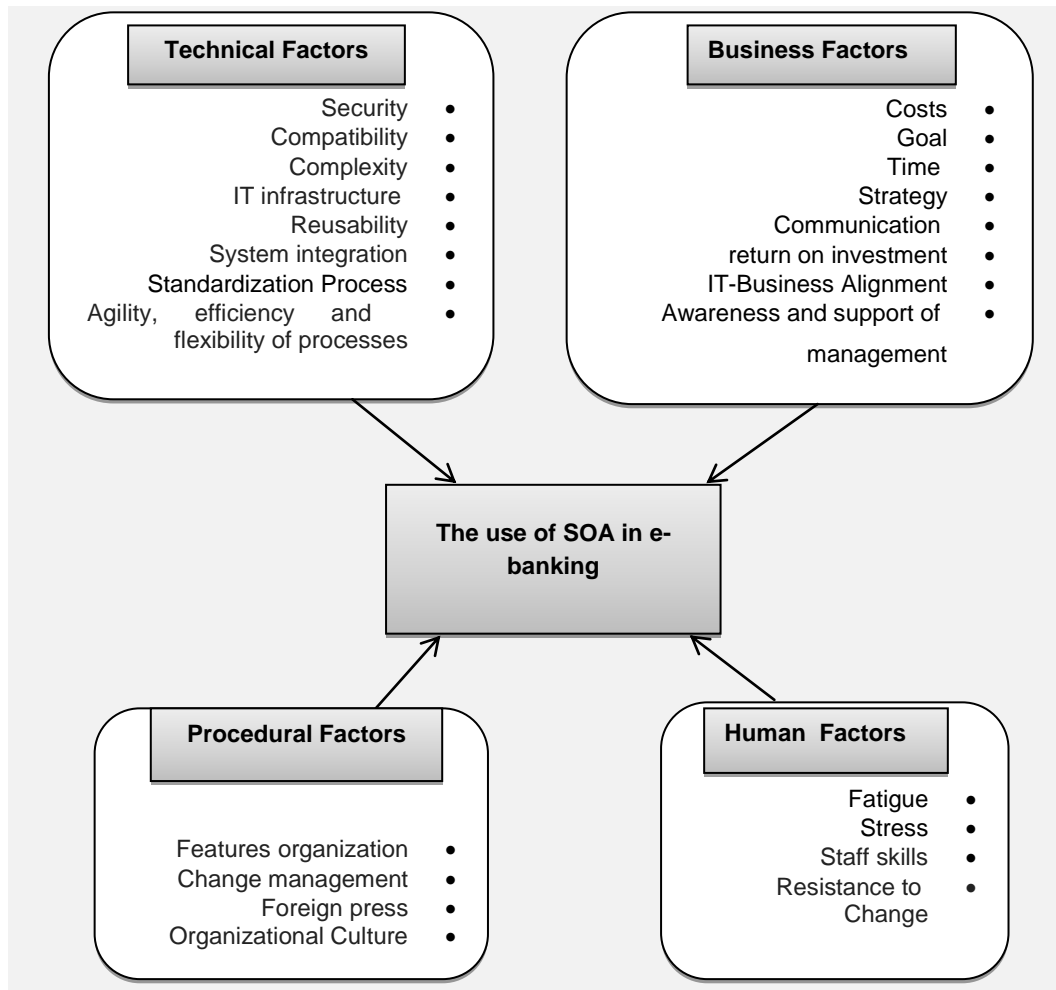 Technical Factors
Security •
Compatibility •
Complexity •
IT infrastructure •
Reusability •
System integration •
Standardization Process •
Agility, efficiency and •
flexibility of processes
Business Factors
Costs •
Goal •
Time •
Strategy •
Communication •
return on investment •
IT-Business Alignment •
Awareness and support of •
management
The use of SOA in e-
banking
Procedural Factors
Features organization •
Change management •
Foreign press •
Organizational Culture •
Human Factors
Fatigue •
Stress •
Staff skills •
Resistance to •
Change